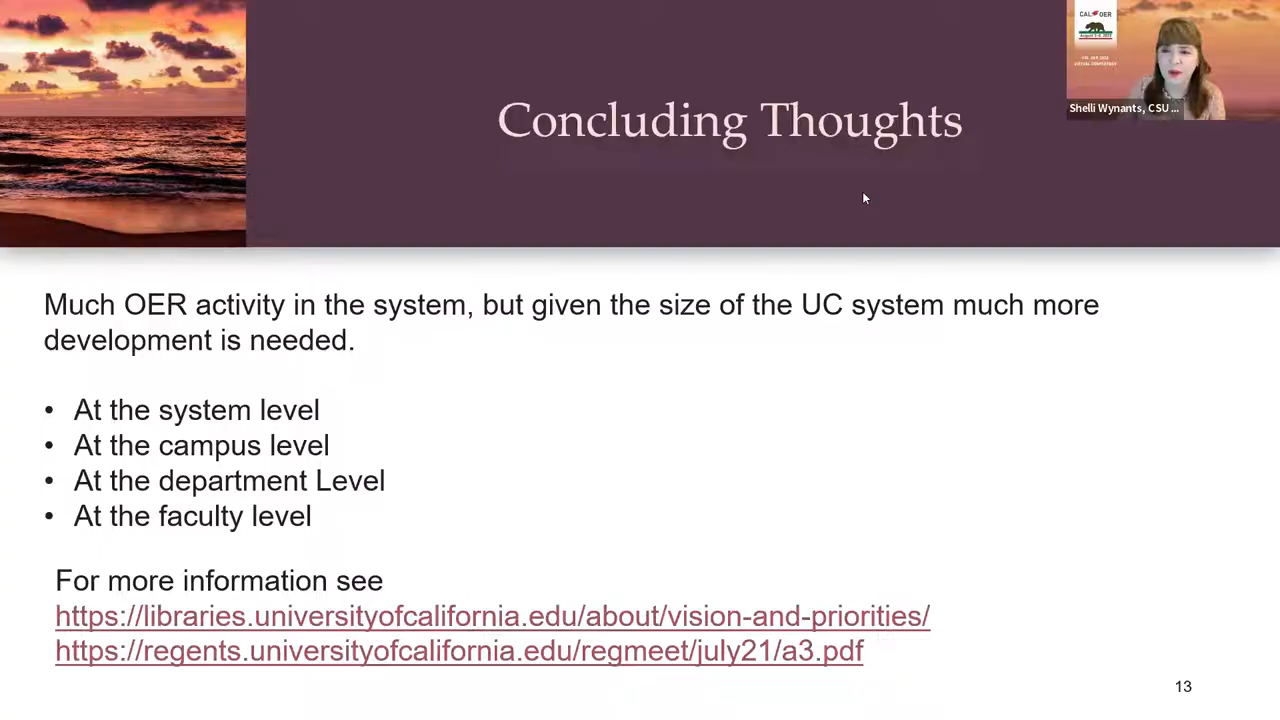 CAL OER
Shelli Wynants, CSU ...
Concluding Thoughts
Much OER activity in the system, but given the size of the UC system much more
development is needed.
• At the system level
• At the campus level
• At the department Level
• At the faculty level
For more information see
https://libraries.universityofcalifornia.edu/about/vision-and-priorities/
https://regents.universityofcalifornia.edu/regmeet/july21/a3.pdf
13